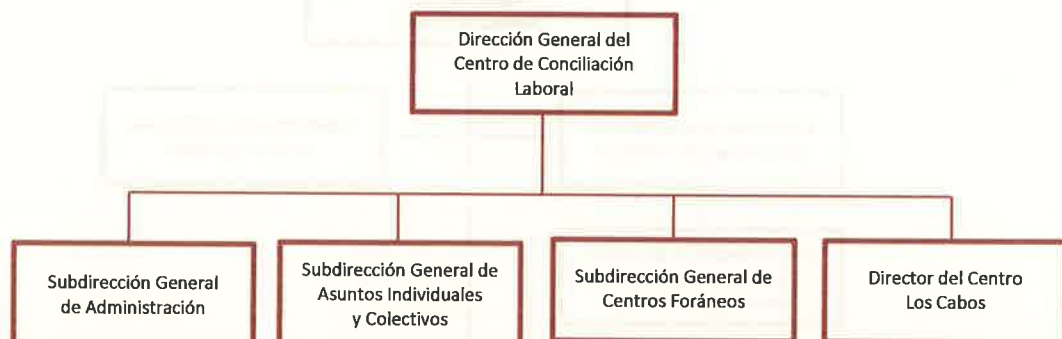 Dirección General del
Centro de Conciliación
Laboral
Subdirección General
de Administración
Subdirección General de
Asuntos Individuales
y Colectivos
Subdirección General de
Centros Foráneos
Director del Centro
Los Cabos